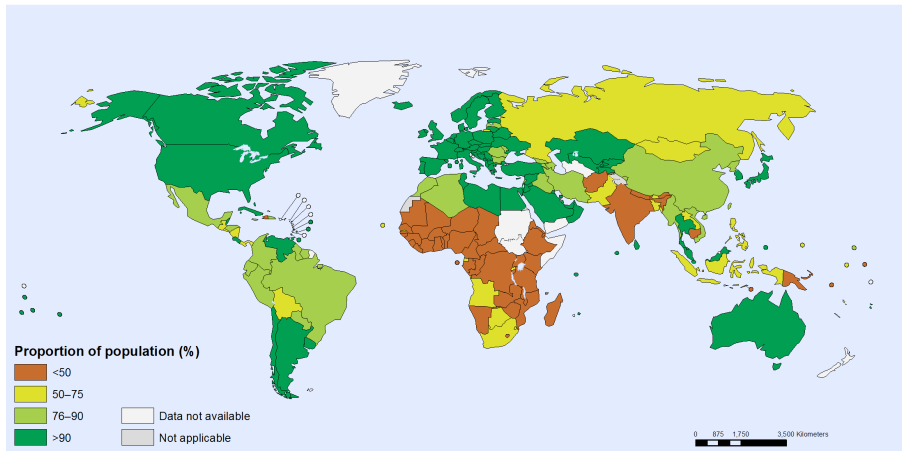 Proportion of population (%)
<50
50–75
76–90
>90
Data not available
Not applicable
0 875 1,750 3,500 Kilometers